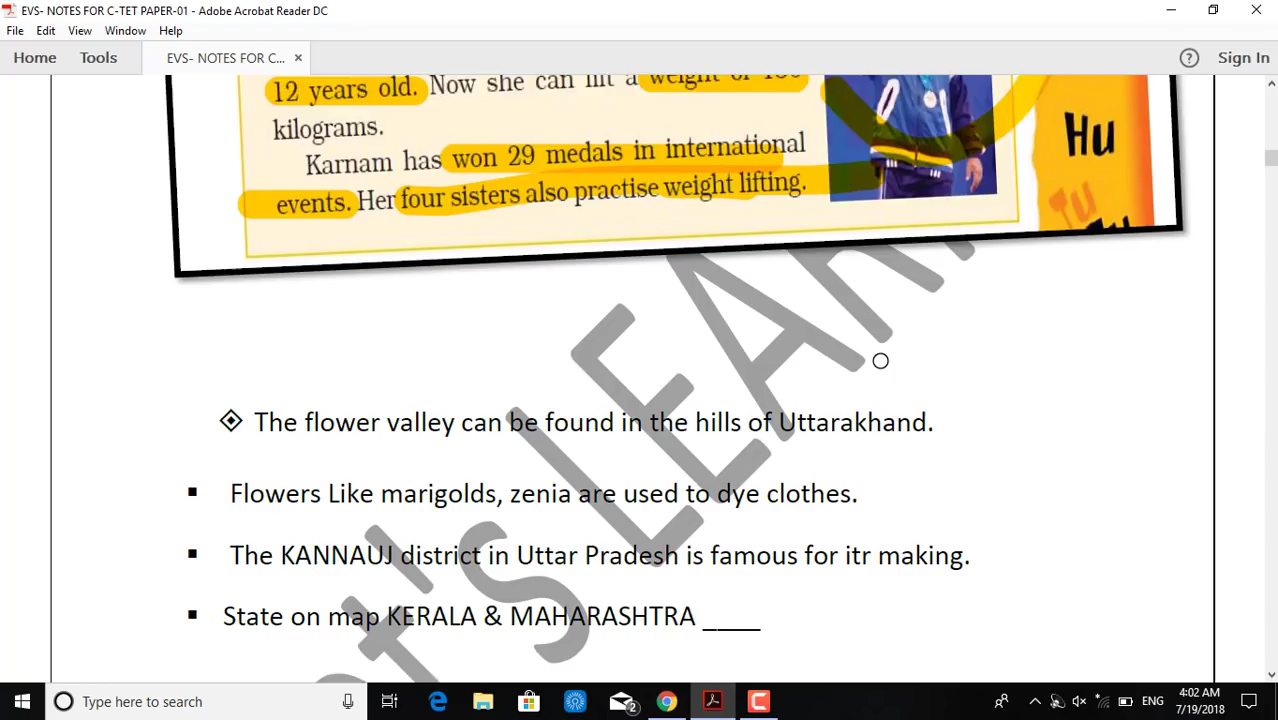 EVS- NOTES FOR C-TET PAPER-01 - Adobe Acrobat Reader DC
File Edit View Window Help
Home Tools EVS- NOTES FOR C... × ? Sign In
12 years old. Now she can lift a weight of
kilograms.
Karnam has won 29 medals in international
events. Her four sisters also practise weight lifting.
Hu
Tu
The flower valley can be found in the hills of Uttarakhand.
Flowers Like marigolds, zenia are used to dye clothes.
The KANNAUJ district in Uttar Pradesh is famous for itr making.
State on map KERALA & MAHARASHTRA ____
Let's LEAR
Type here to search
2
ENG
4:02 AM
7/19/2018